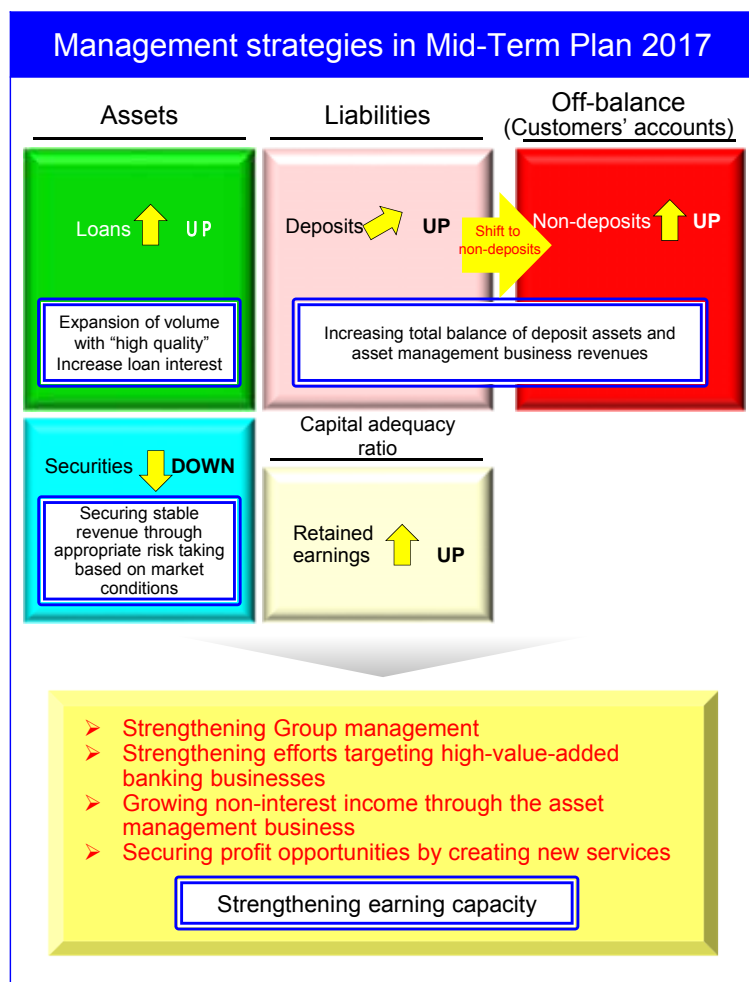 Management strategies in Mid-Term Plan 2017
Assets
Liabilities
Off-balance
(Customers' accounts)
Loans UP
Expansion of volume
with “high quality”
Increase loan interest
Deposits UP
Shift to
non-deposits
Non-deposits UP
Increasing total balance of deposit assets and
asset management business revenues
Securities DOWN
Securing stable
revenue through
appropriate risk taking
based on market
conditions
Capital adequacy
ratio
Retained
earnings UP
➢ Strengthening Group management
➢ Strengthening efforts targeting high-value-added
banking businesses
➢ Growing non-interest income through the asset
management business
➢ Securing profit opportunities by creating new services
Strengthening earning capacity